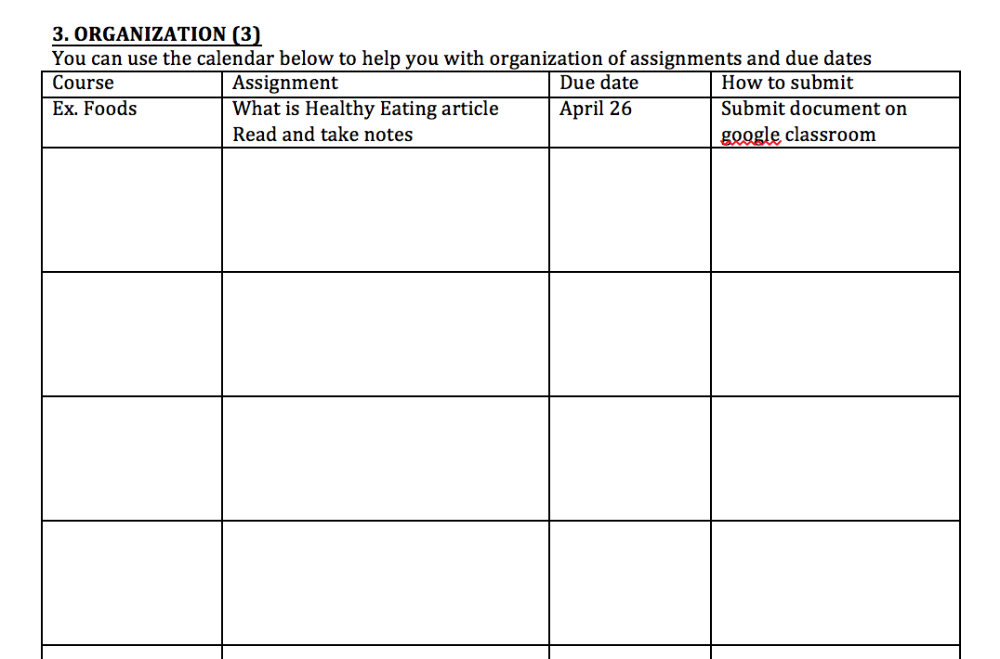 3. ORGANIZATION (3)
You can use the calendar below to help you with organization of assignments and due dates
Course Assignment Due date How to submit
Ex. Foods What is Healthy Eating article April 26 Submit document on
Read and take notes google classroom